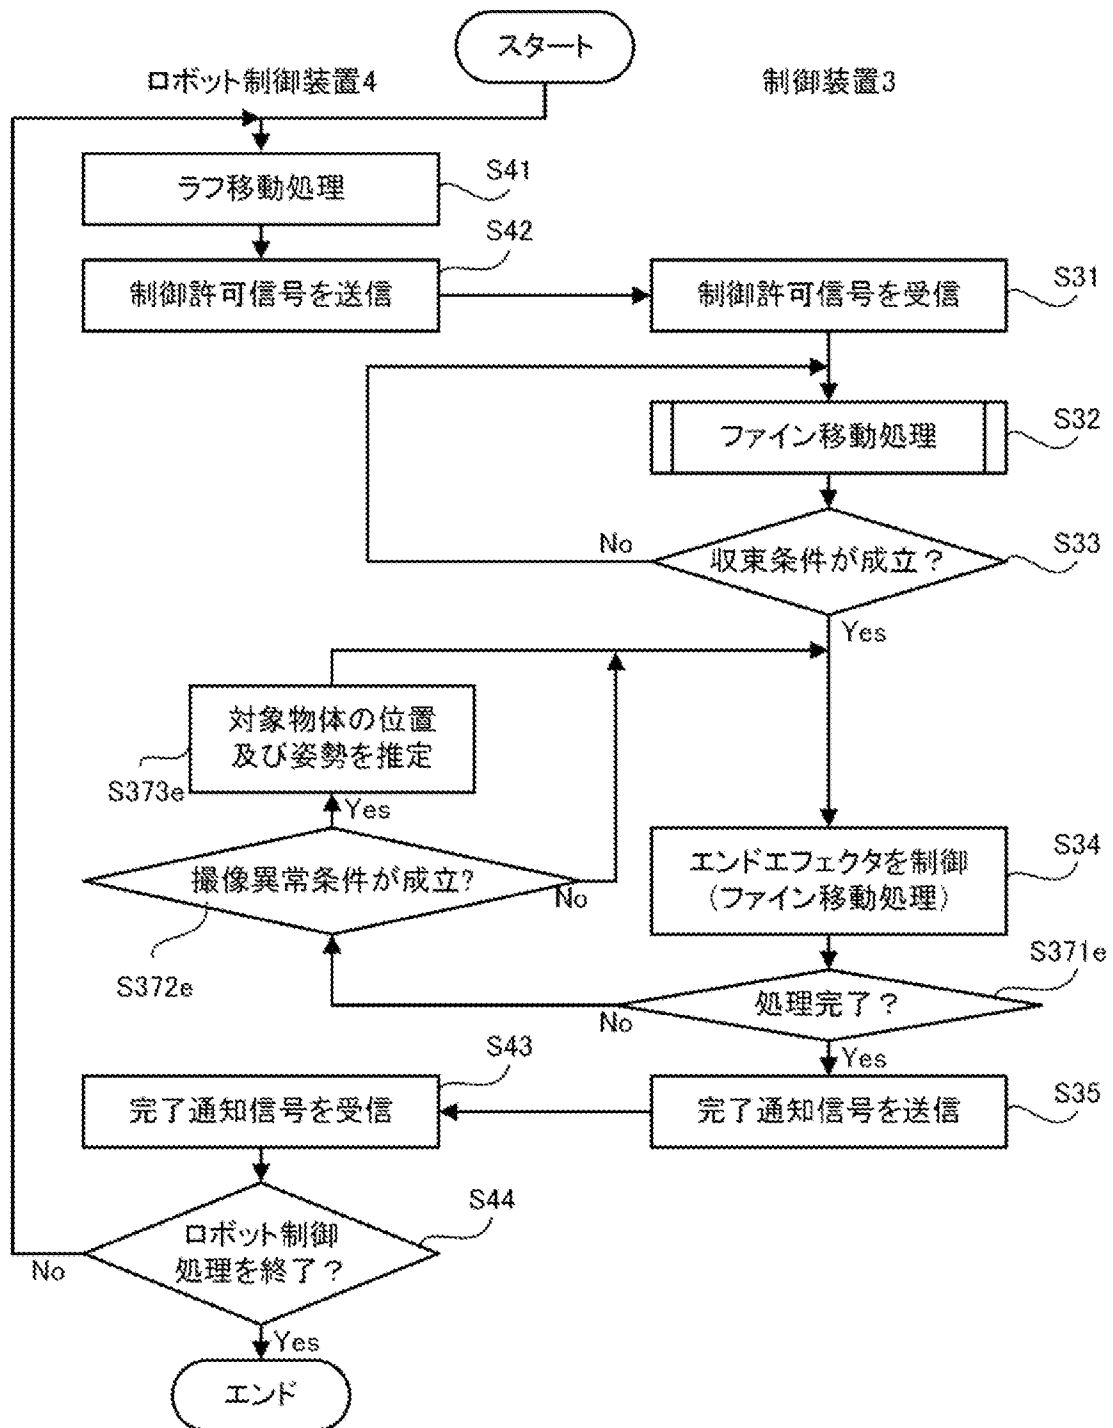 スタート
ロボット制御装置4
制御装置3
ラフ移動処理
S41
制御許可信号を送信
S42
制御許可信号を受信
S31
ファイン移動処理
S32
収束条件が成立？
S33
No
Yes
対象物体の位置
及び姿勢を推定
S373e
Yes
撮像異常条件が成立?
No
S372e
エンドエフェクタを制御
(ファイン移動処理)
S34
処理完了？
S371e
No
Yes
完了通知信号を受信
S43
完了通知信号を送信
S35
ロボット制御
処理を終了？
S44
No
Yes
エンド